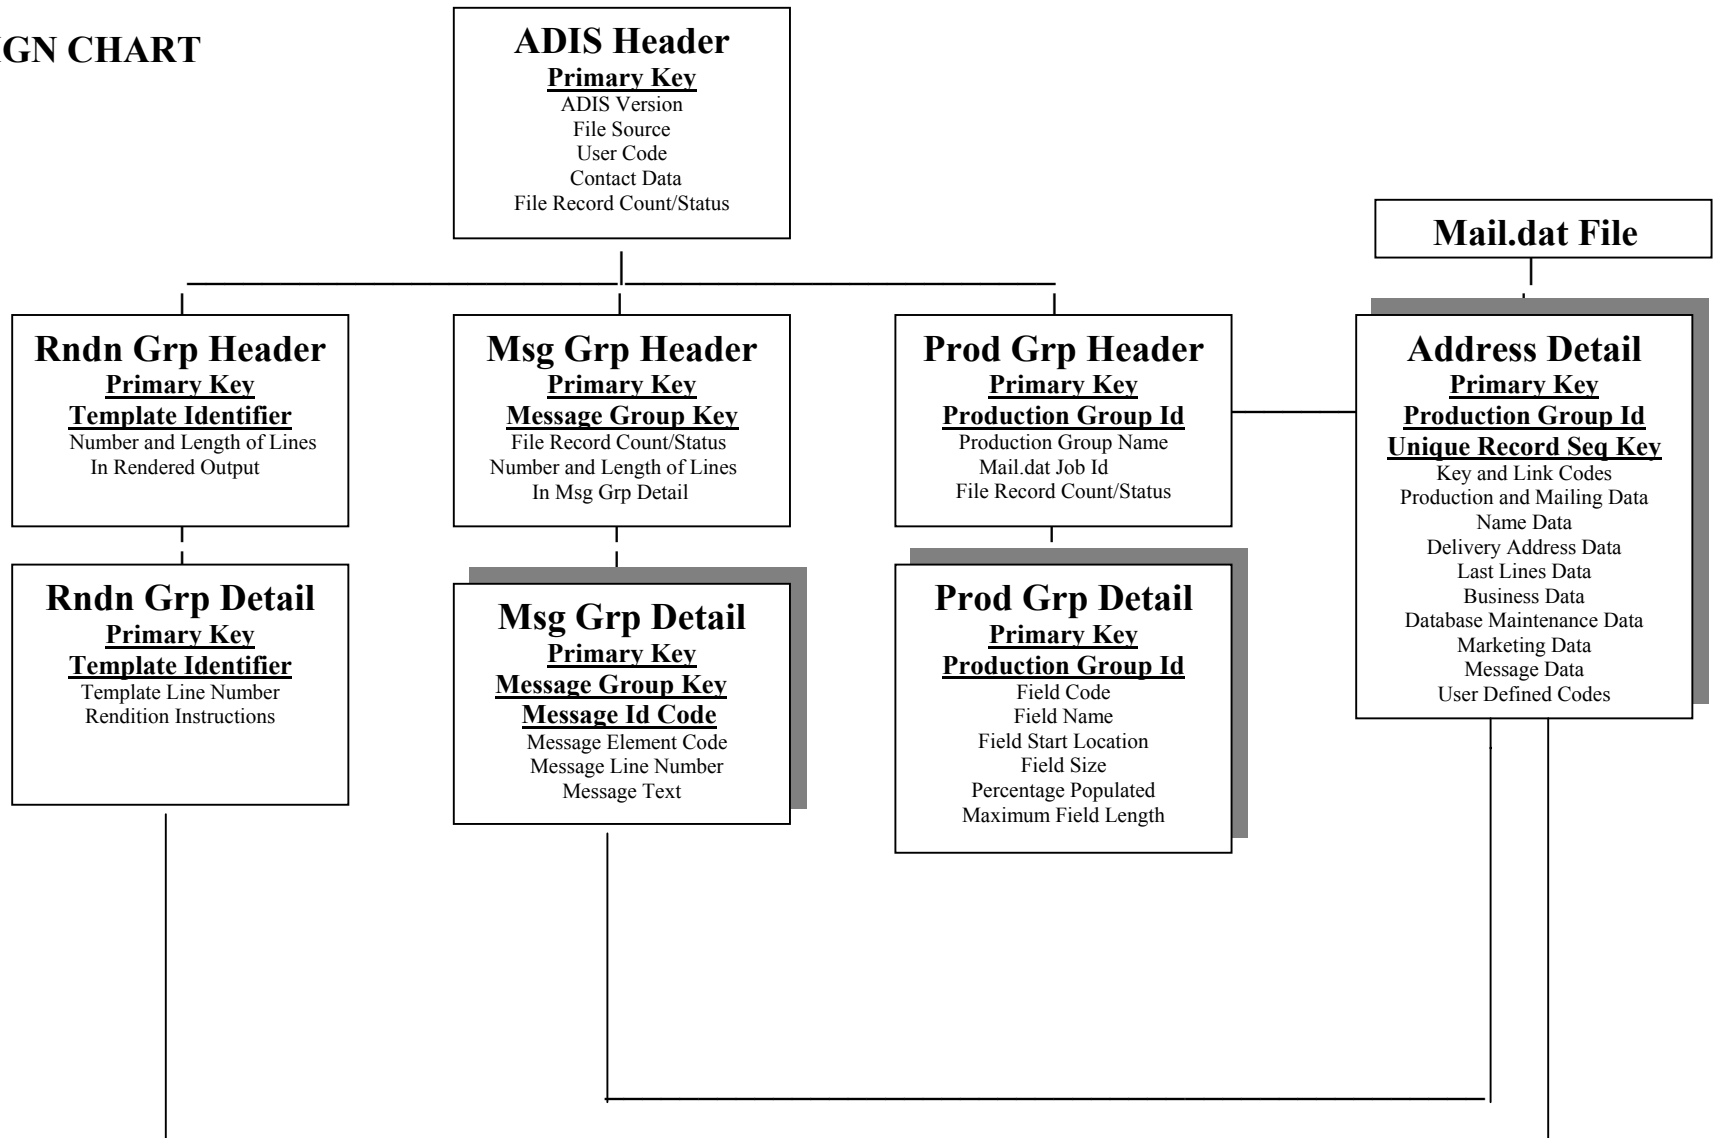 IGN CHART
ADIS Header
Primary Key
ADIS Version
File Source
User Code
Contact Data
File Record Count/Status
Mail.dat File
Rndn Grp Header
Primary Key
Template Identifier
Number and Length of Lines
In Rendered Output
Msg Grp Header
Primary Key
Message Group Key
File Record Count/Status
Number and Length of Lines
In Msg Grp Detail
Prod Grp Header
Primary Key
Production Group Id
Production Group Name
Mail.dat Job Id
File Record Count/Status
Address Detail
Primary Key
Production Group Id
Unique Record Seq Key
Key and Link Codes
Production and Mailing Data
Name Data
Delivery Address Data
Last Lines Data
Business Data
Database Maintenance Data
Marketing Data
Message Data
User Defined Codes
Rndn Grp Detail
Primary Key
Template Identifier
Template Line Number
Rendition Instructions
Msg Grp Detail
Primary Key
Message Group Key
Message Id Code
Message Element Code
Message Line Number
Message Text
Prod Grp Detail
Primary Key
Production Group Id
Field Code
Field Name
Field Start Location
Field Size
Percentage Populated
Maximum Field Length